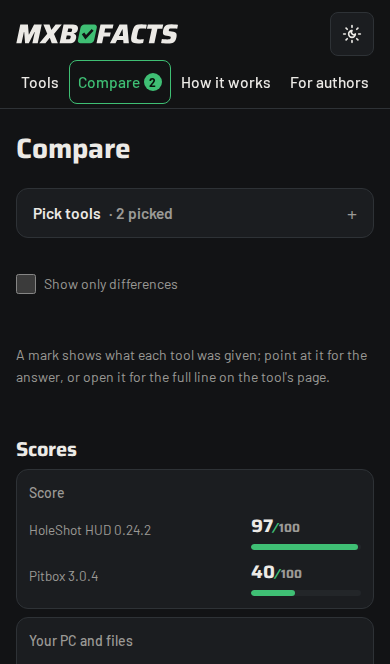 MXB FACTS
Tools
Compare 2
How it works
For authors
Compare
Pick tools · 2 picked +
Show only differences
A mark shows what each tool was given; point at it for the
answer, or open it for the full line on the tool's page.
Scores
Score
HoleShot HUD 0.24.2 97/100
Pitbox 3.0.4 40/100
Your PC and files